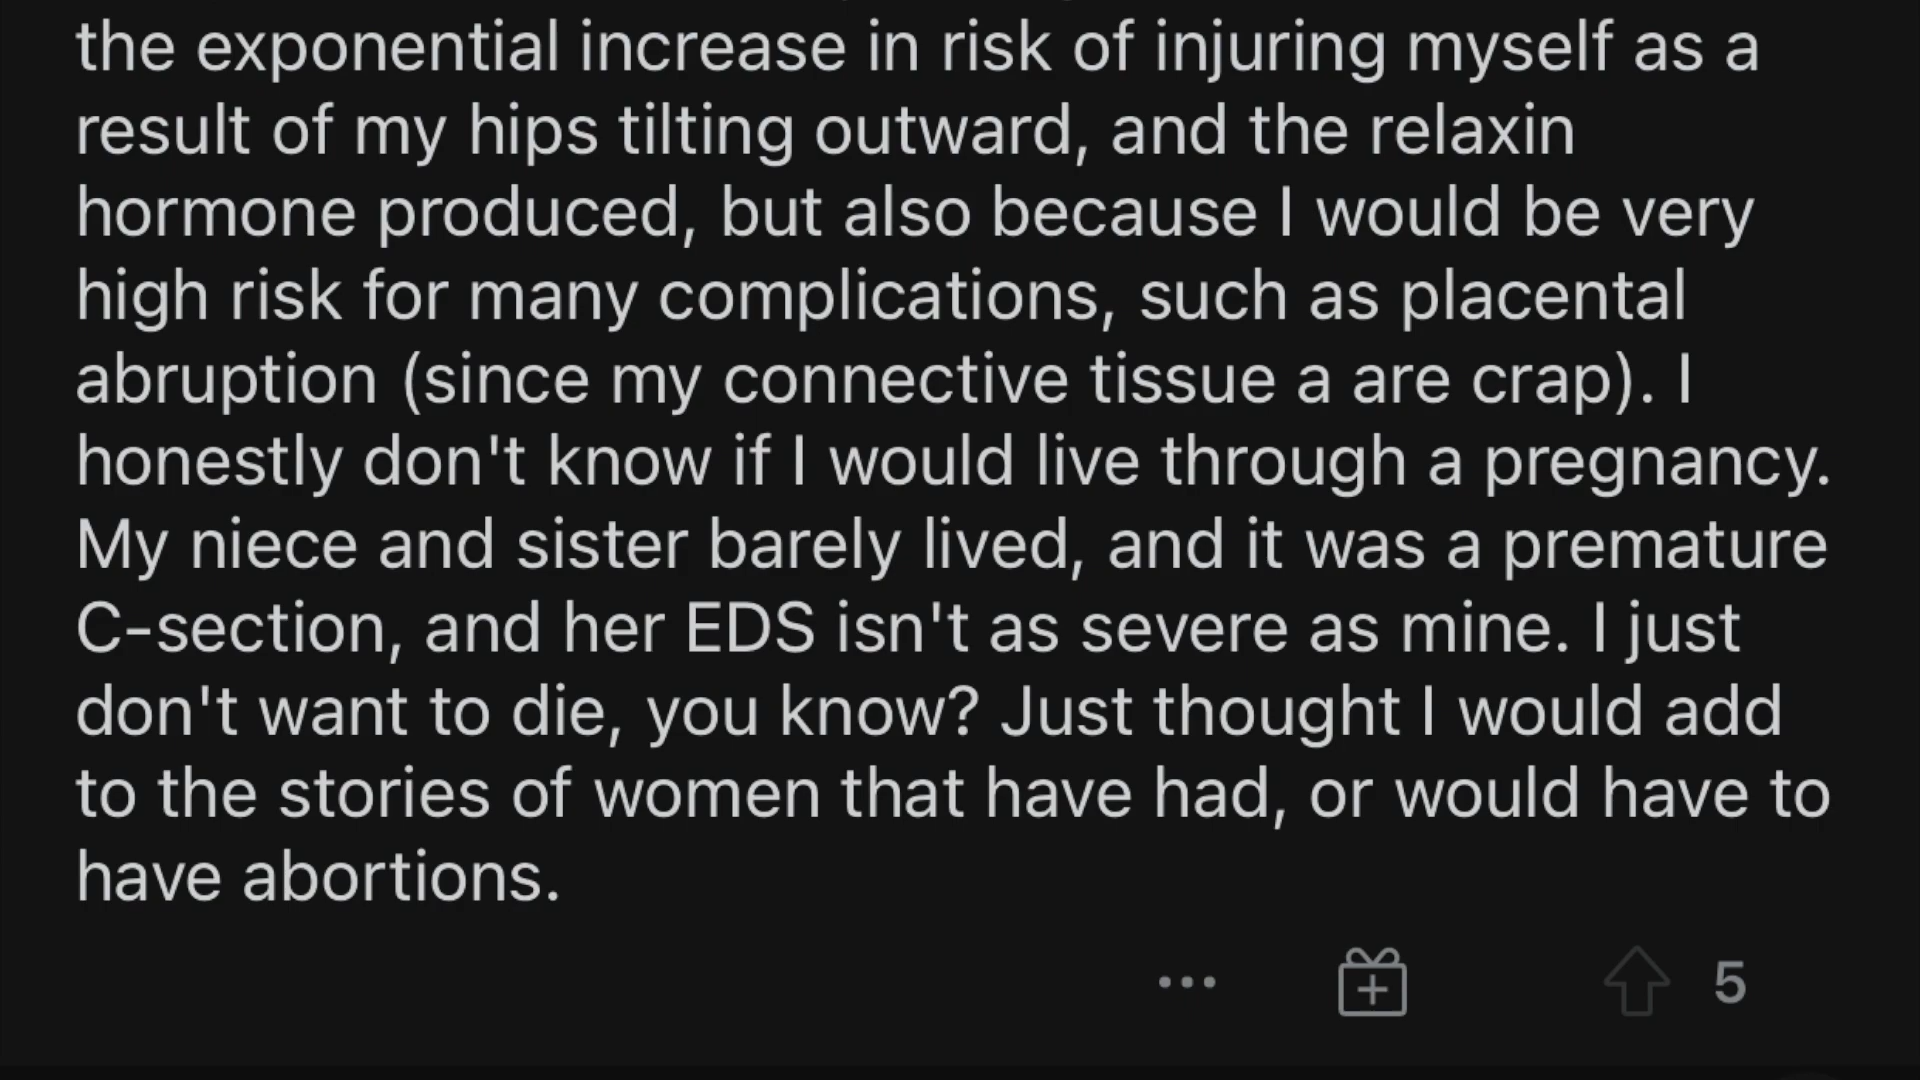 the exponential increase in risk of injuring myself as a
result of my hips tilting outward, and the relaxin
hormone produced, but also because I would be very
high risk for many complications, such as placental
abruption (since my connective tissue a are crap). I
honestly don't know if I would live through a pregnancy.
My niece and sister barely lived, and it was a premature
C-section, and her EDS isn't as severe as mine. I just
don't want to die, you know? Just thought I would add
to the stories of women that have had, or would have to
have abortions.
5